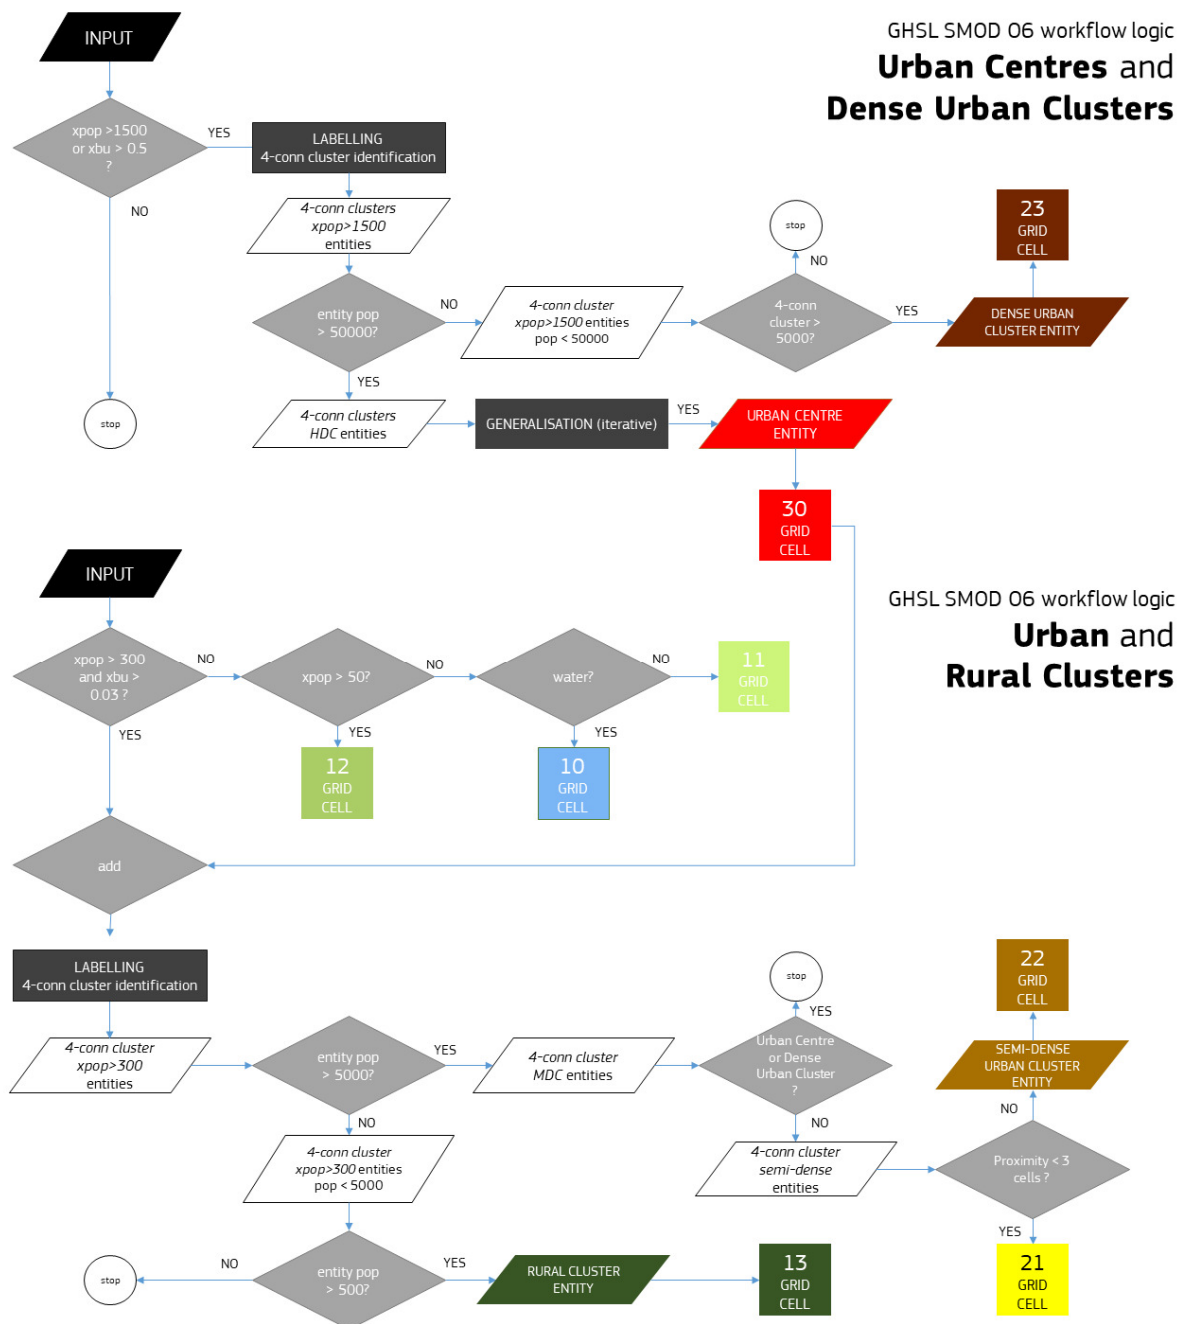 GHSL SMOD O6 workflow logic
Urban Centres and
Dense Urban Clusters
INPUT
xpop >1500
or xbu > 0.5
?
YES
NO
LABELLING
4-conn cluster identification
4-conn clusters
xpop>1500
entities
entity pop
> 50000?
NO
4-conn cluster
xpop>1500 entities
pop < 50000
4-conn
cluster >
5000?
NO
stop
YES
DENSE URBAN
CLUSTER ENTITY
23
GRID
CELL
YES
stop
4-conn clusters
HDC entities
GENERALISATION (iterative)
YES
URBAN CENTRE
ENTITY
30
GRID
CELL
GHSL SMOD O6 workflow logic
Urban and
Rural Clusters
INPUT
xpop > 300
and xbu >
0.03 ?
NO
xpop > 50?
NO
water?
NO
11
GRID
CELL
YES
YES
12
GRID
CELL
YES
10
GRID
CELL
add
LABELLING
4-conn cluster identification
4-conn cluster
xpop>300
entities
entity pop
> 5000?
YES
4-conn cluster
MDC entities
Urban Centre
or Dense
Urban Cluster
?
YES
stop
NO
4-conn cluster
semi-dense
entities
Proximity < 3
cells ?
NO
SEMI-DENSE
URBAN CLUSTER
ENTITY
22
GRID
CELL
YES
21
GRID
CELL
NO
4-conn cluster
xpop>300 entities
pop < 5000
entity pop
> 500?
NO
stop
YES
RURAL CLUSTER
ENTITY
13
GRID
CELL